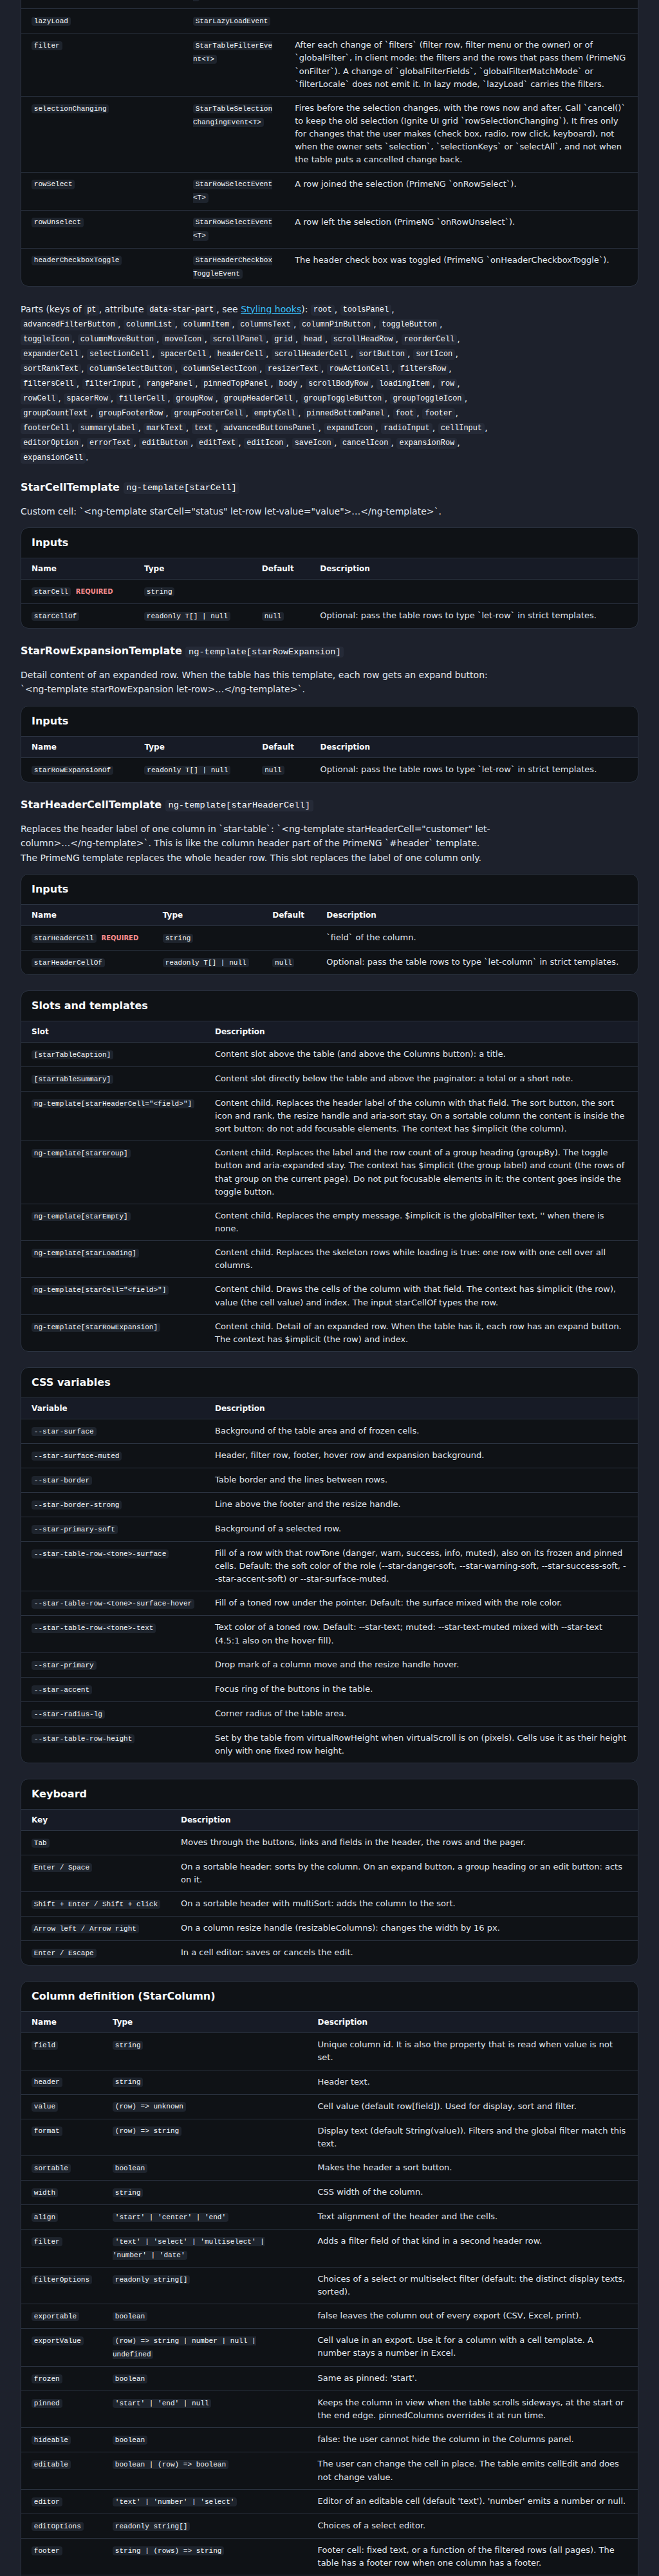 lazyLoad StarLazyLoadEvent
filter StarTableFilterEve After each change of `filters` (filter row, filter menu or the owner) or of
nt<T> `globalFilter`, in client mode: the filters and the rows that pass them (PrimeNG
`onFilter`). A change of `globalFilterFields`, `globalFilterMatchMode` or
`filterLocale` does not emit it. In lazy mode, `lazyLoad` carries the filters.
selectionChanging StarTableSelection Fires before the selection changes, with the rows now and after. Call `cancel()`
ChangingEvent<T> to keep the old selection (Ignite UI grid `rowSelectionChanging`). It fires only
for changes that the user makes (check box, radio, row click, keyboard), not
when the owner sets `selection`, `selectionKeys` or `selectAll`, and not when
the table puts a cancelled change back.
rowSelect StarRowSelectEvent A row joined the selection (PrimeNG `onRowSelect`).
<T>
rowUnselect StarRowSelectEvent A row left the selection (PrimeNG `onRowUnselect`).
<T>
headerCheckboxToggle StarHeaderCheckbox The header check box was toggled (PrimeNG `onHeaderCheckboxToggle`).
ToggleEvent
Parts (keys of pt , attribute data-star-part , see Styling hooks): root , toolsPanel ,
advancedFilterButton , columnList , columnItem , columnsText , columnPinButton , toggleButton ,
toggleIcon , columnMoveButton , moveIcon , scrollPanel , grid , head , scrollHeadRow , reorderCell ,
expanderCell , selectionCell , spacerCell , headerCell , scrollHeaderCell , sortButton , sortIcon ,
sortRankText , columnSelectButton , columnSelectIcon , resizerText , rowActionCell , filtersRow ,
filtersCell , filterInput , rangePanel , pinnedTopPanel , body , scrollBodyRow , loadingItem , row ,
rowCell , spacerRow , fillerCell , groupRow , groupHeaderCell , groupToggleButton , groupToggleIcon ,
groupCountText , groupFooterRow , groupFooterCell , emptyCell , pinnedBottomPanel , foot , footer ,
footerCell , summaryLabel , markText , text , advancedButtonsPanel , expandIcon , radioInput , cellInput ,
editorOption , errorText , editButton , editText , editIcon , saveIcon , cancelIcon , expansionRow ,
expansionCell .
StarCellTemplate ng-template[starCell]
Custom cell: `<ng-template starCell="status" let-row let-value="value">…</ng-template>`.
Inputs
Name Type Default Description
starCell REQUIRED string
starCellOf readonly T[] | null null Optional: pass the table rows to type `let-row` in strict templates.
StarRowExpansionTemplate ng-template[starRowExpansion]
Detail content of an expanded row. When the table has this template, each row gets an expand button:
`<ng-template starRowExpansion let-row>…</ng-template>`.
Inputs
Name Type Default Description
starRowExpansionOf readonly T[] | null null Optional: pass the table rows to type `let-row` in strict templates.
StarHeaderCellTemplate ng-template[starHeaderCell]
Replaces the header label of one column in `star-table`: `<ng-template starHeaderCell="customer" let-
column>…</ng-template>`. This is like the column header part of the PrimeNG `#header` template.
The PrimeNG template replaces the whole header row. This slot replaces the label of one column only.
Inputs
Name Type Default Description
starHeaderCell REQUIRED string `field` of the column.
starHeaderCellOf readonly T[] | null null Optional: pass the table rows to type `let-column` in strict templates.
Slots and templates
Slot Description
[starTableCaption] Content slot above the table (and above the Columns button): a title.
[starTableSummary] Content slot directly below the table and above the paginator: a total or a short note.
ng-template[starHeaderCell="<field>"] Content child. Replaces the header label of the column with that field. The sort button, the sort
icon and rank, the resize handle and aria-sort stay. On a sortable column the content is inside the
sort button: do not add focusable elements. The context has $implicit (the column).
ng-template[starGroup] Content child. Replaces the label and the row count of a group heading (groupBy). The toggle
button and aria-expanded stay. The context has $implicit (the group label) and count (the rows of
that group on the current page). Do not put focusable elements in it: the content goes inside the
toggle button.
ng-template[starEmpty] Content child. Replaces the empty message. $implicit is the globalFilter text, '' when there is
none.
ng-template[starLoading] Content child. Replaces the skeleton rows while loading is true: one row with one cell over all
columns.
ng-template[starCell="<field>"] Content child. Draws the cells of the column with that field. The context has $implicit (the row),
value (the cell value) and index. The input starCellOf types the row.
ng-template[starRowExpansion] Content child. Detail of an expanded row. When the table has it, each row has an expand button.
The context has $implicit (the row) and index.
CSS variables
Variable Description
--star-surface Background of the table area and of frozen cells.
--star-surface-muted Header, filter row, footer, hover row and expansion background.
--star-border Table border and the lines between rows.
--star-border-strong Line above the footer and the resize handle.
--star-primary-soft Background of a selected row.
--star-table-row-<tone>-surface Fill of a row with that rowTone (danger, warn, success, info, muted), also on its frozen and pinned
cells. Default: the soft color of the role (--star-danger-soft, --star-warning-soft, --star-success-soft, -
-star-accent-soft) or --star-surface-muted.
--star-table-row-<tone>-surface-hover Fill of a toned row under the pointer. Default: the surface mixed with the role color.
--star-table-row-<tone>-text Text color of a toned row. Default: --star-text; muted: --star-text-muted mixed with --star-text
(4.5:1 also on the hover fill).
--star-primary Drop mark of a column move and the resize handle hover.
--star-accent Focus ring of the buttons in the table.
--star-radius-lg Corner radius of the table area.
--star-table-row-height Set by the table from virtualRowHeight when virtualScroll is on (pixels). Cells use it as their height
only with one fixed row height.
Keyboard
Key Description
Tab Moves through the buttons, links and fields in the header, the rows and the pager.
Enter / Space On a sortable header: sorts by the column. On an expand button, a group heading or an edit button: acts
on it.
Shift + Enter / Shift + click On a sortable header with multiSort: adds the column to the sort.
Arrow left / Arrow right On a column resize handle (resizableColumns): changes the width by 16 px.
Enter / Escape In a cell editor: saves or cancels the edit.
Column definition (StarColumn)
Name Type Description
field string Unique column id. It is also the property that is read when value is not
set.
header string Header text.
value (row) => unknown Cell value (default row[field]). Used for display, sort and filter.
format (row) => string Display text (default String(value)). Filters and the global filter match this
text.
sortable boolean Makes the header a sort button.
width string CSS width of the column.
align 'start' | 'center' | 'end' Text alignment of the header and the cells.
filter 'text' | 'select' | 'multiselect' | Adds a filter field of that kind in a second header row.
'number' | 'date'
filterOptions readonly string[] Choices of a select or multiselect filter (default: the distinct display texts,
sorted).
exportable boolean false leaves the column out of every export (CSV, Excel, print).
exportValue (row) => string | number | null | Cell value in an export. Use it for a column with a cell template. A
undefined number stays a number in Excel.
frozen boolean Same as pinned: 'start'.
pinned 'start' | 'end' | null Keeps the column in view when the table scrolls sideways, at the start or
the end edge. pinnedColumns overrides it at run time.
hideable boolean false: the user cannot hide the column in the Columns panel.
editable boolean | (row) => boolean The user can change the cell in place. The table emits cellEdit and does
not change value.
editor 'text' | 'number' | 'select' Editor of an editable cell (default 'text'). 'number' emits a number or null.
editOptions readonly string[] Choices of a select editor.
footer string | (rows) => string Footer cell: fixed text, or a function of the filtered rows (all pages). The
table has a footer row when one column has a footer.